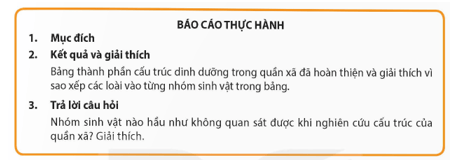 BÁO CÁO THỰC HÀNH
1. Mục đích
2. Kết quả và giải thích
Bảng thành phần cấu trúc dinh dưỡng trong quần xã đã hoàn thiện và giải thích vì
sao xếp các loài vào từng nhóm sinh vật trong bảng.
3. Trả lời câu hỏi
Nhóm sinh vật nào hầu như không quan sát được khi nghiên cứu cấu trúc của
quần xã? Giải thích.